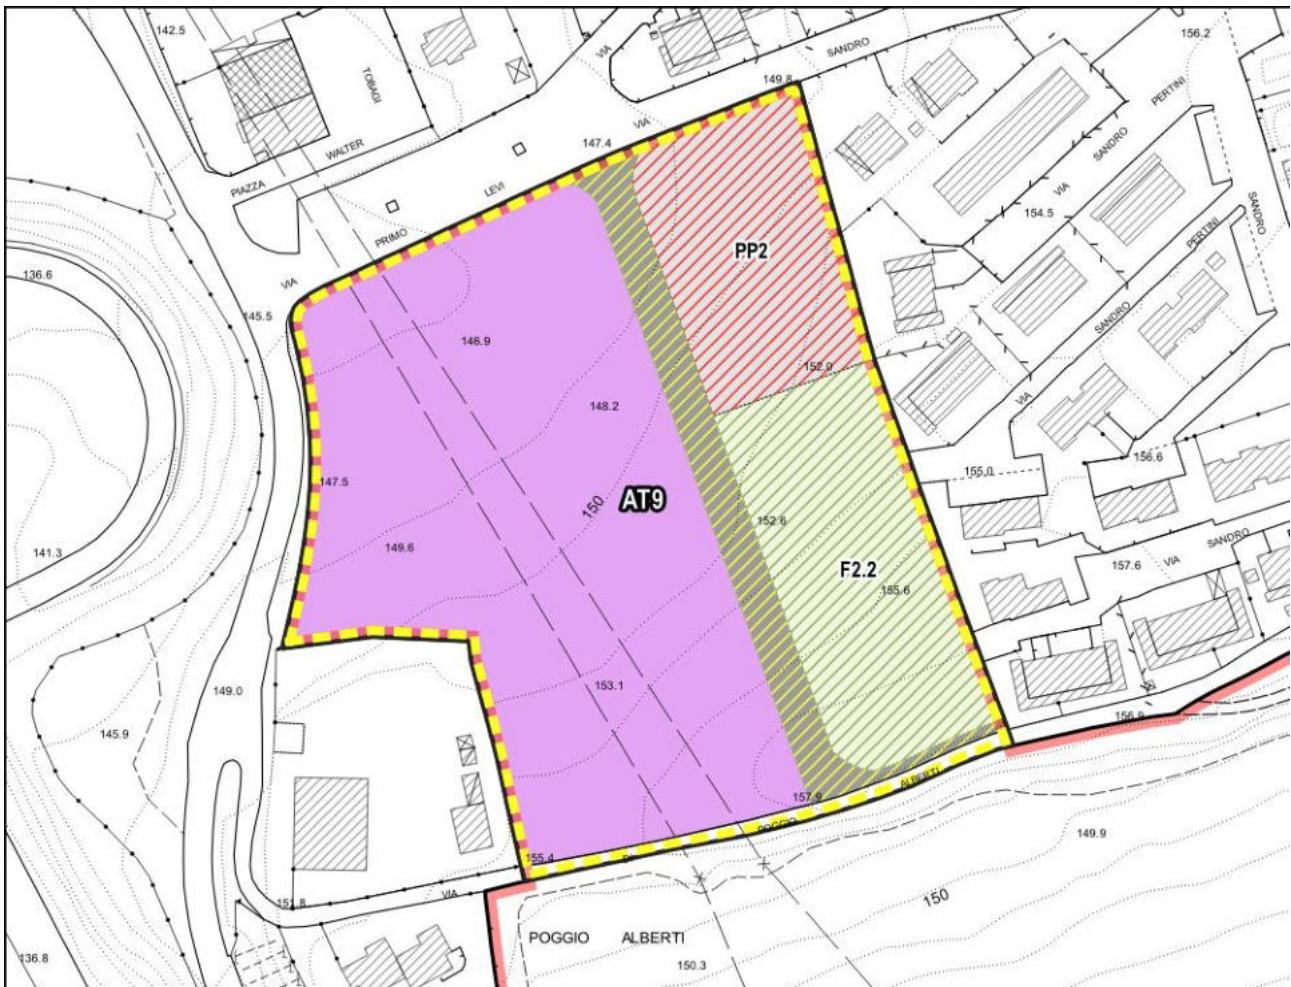 142.5
TOBAGI
VIA
SANDRO
156.2
PERTINI
149.8
VIA
147.4
WALTER
PIAZZA
LEVI
PRIMO
VIA
SANDRO
VIA
154.5
SANDRO
PERTINI
136.6
145.5
PP2
SANDRO
148.9
152.0
VIA
148.2
147.5
155.0
156.6
150
AT9
152.6
141.3
149.6
F2.2
155.6
SANDRO
VIA
157.6
149.0
153.1
145.9
156.9
ALBERTI
157.9
POGGIO
149.9
155.4
DI
VIA
151.8
150
POGGIO ALBERTI
136.8
150.3